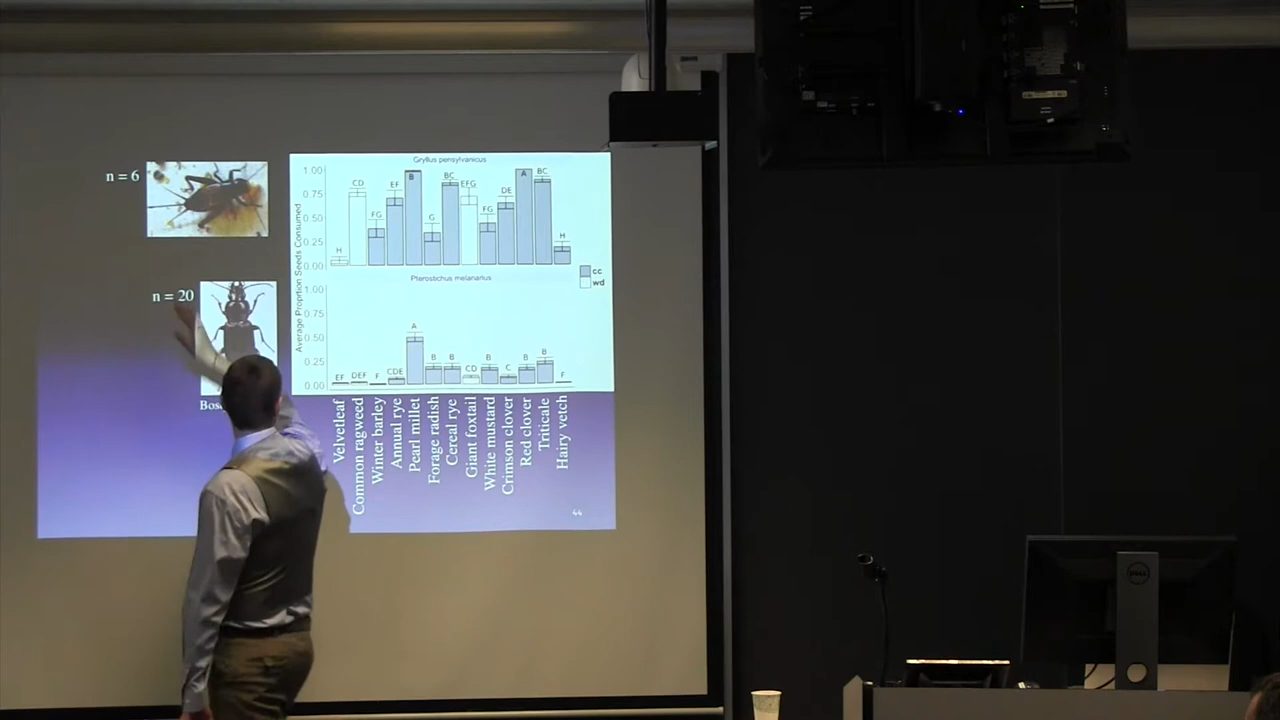 n = 6
n = 20
Gryllus pensylvanicus
Average Proprtion Seeds Consumed
1.00
0.75
0.50
0.25
0.00
H
CD
FG
EF
B
G
BC
EFG
FG
DE
A
BC
H
Pterostichus melanarius
1.00
0.75
0.50
0.25
0.00
EF
DEF
F
CDE
A
B
B
CD
B
C
B
B
F
cc
wd
Velvetleaf
Common ragweed
Winter barley
Annual rye
Pearl millet
Forage radish
Cereal rye
Giant foxtail
White mustard
Crimson clover
Red clover
Triticale
Hairy vetch
44
DELL